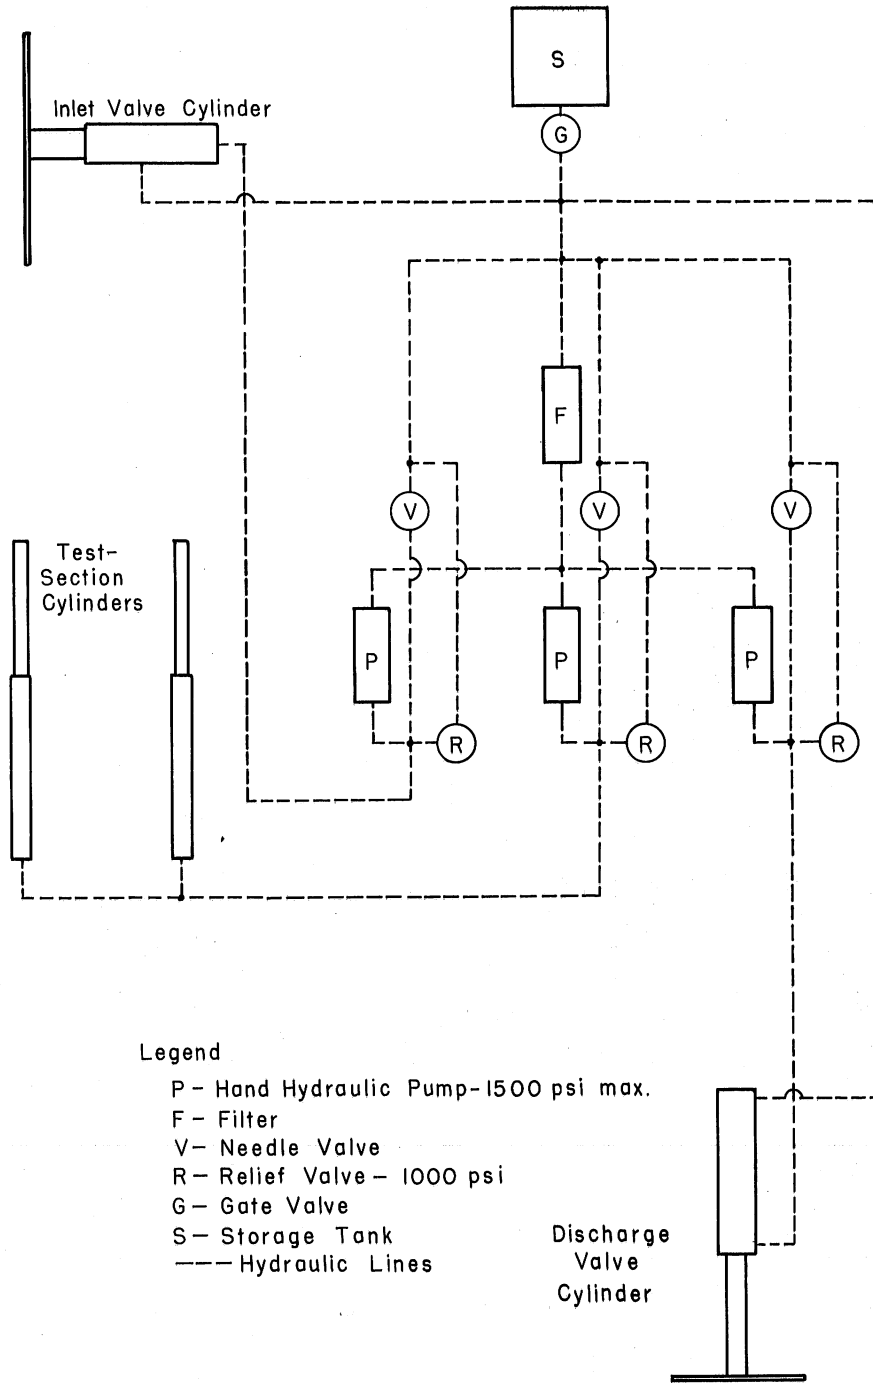 S
G
Inlet Valve Cylinder
F
V
V
V
Test-
Section
Cylinders
P
P
P
R
R
R
Legend
P - Hand Hydraulic Pump-1500 psi max.
F - Filter
V - Needle Valve
R - Relief Valve - 1000 psi
G - Gate Valve
S - Storage Tank
---- Hydraulic Lines
Discharge
Valve
Cylinder